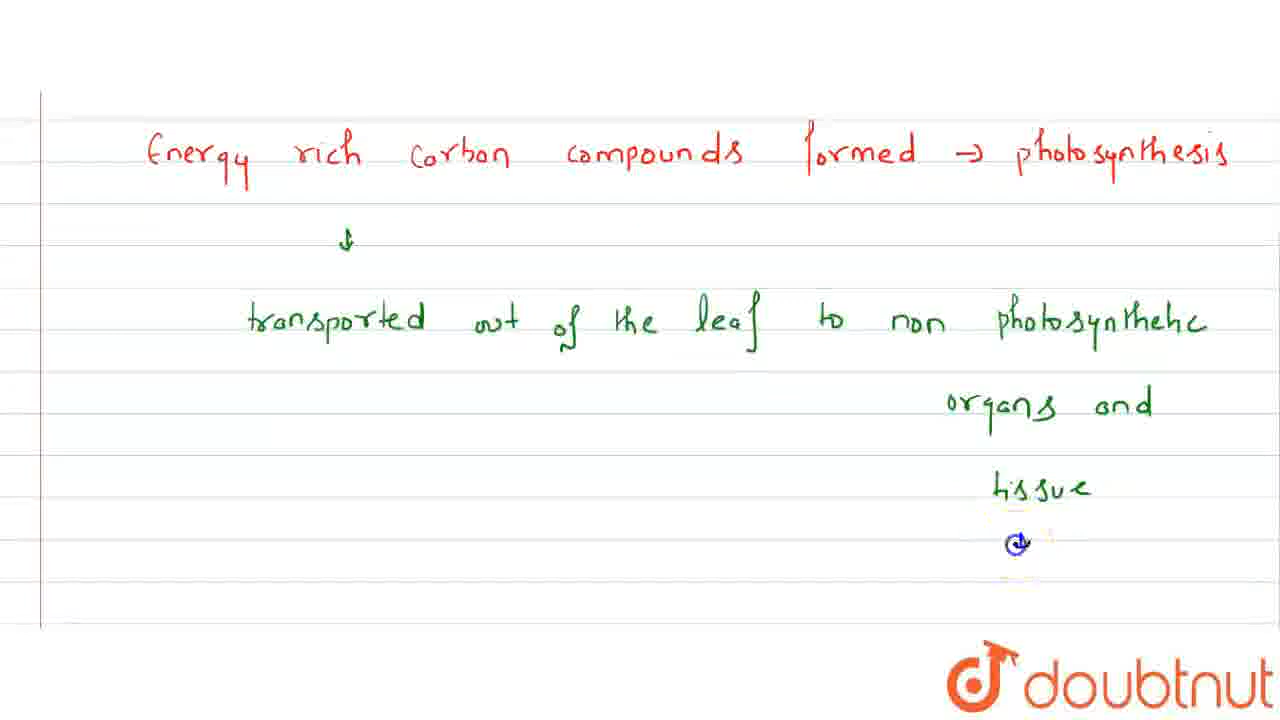 Energy rich carbon compounds formed → photosynthesis
↓
transported out of the leaf to non photosynthetic
organs and
tissue
↓
doubtnut